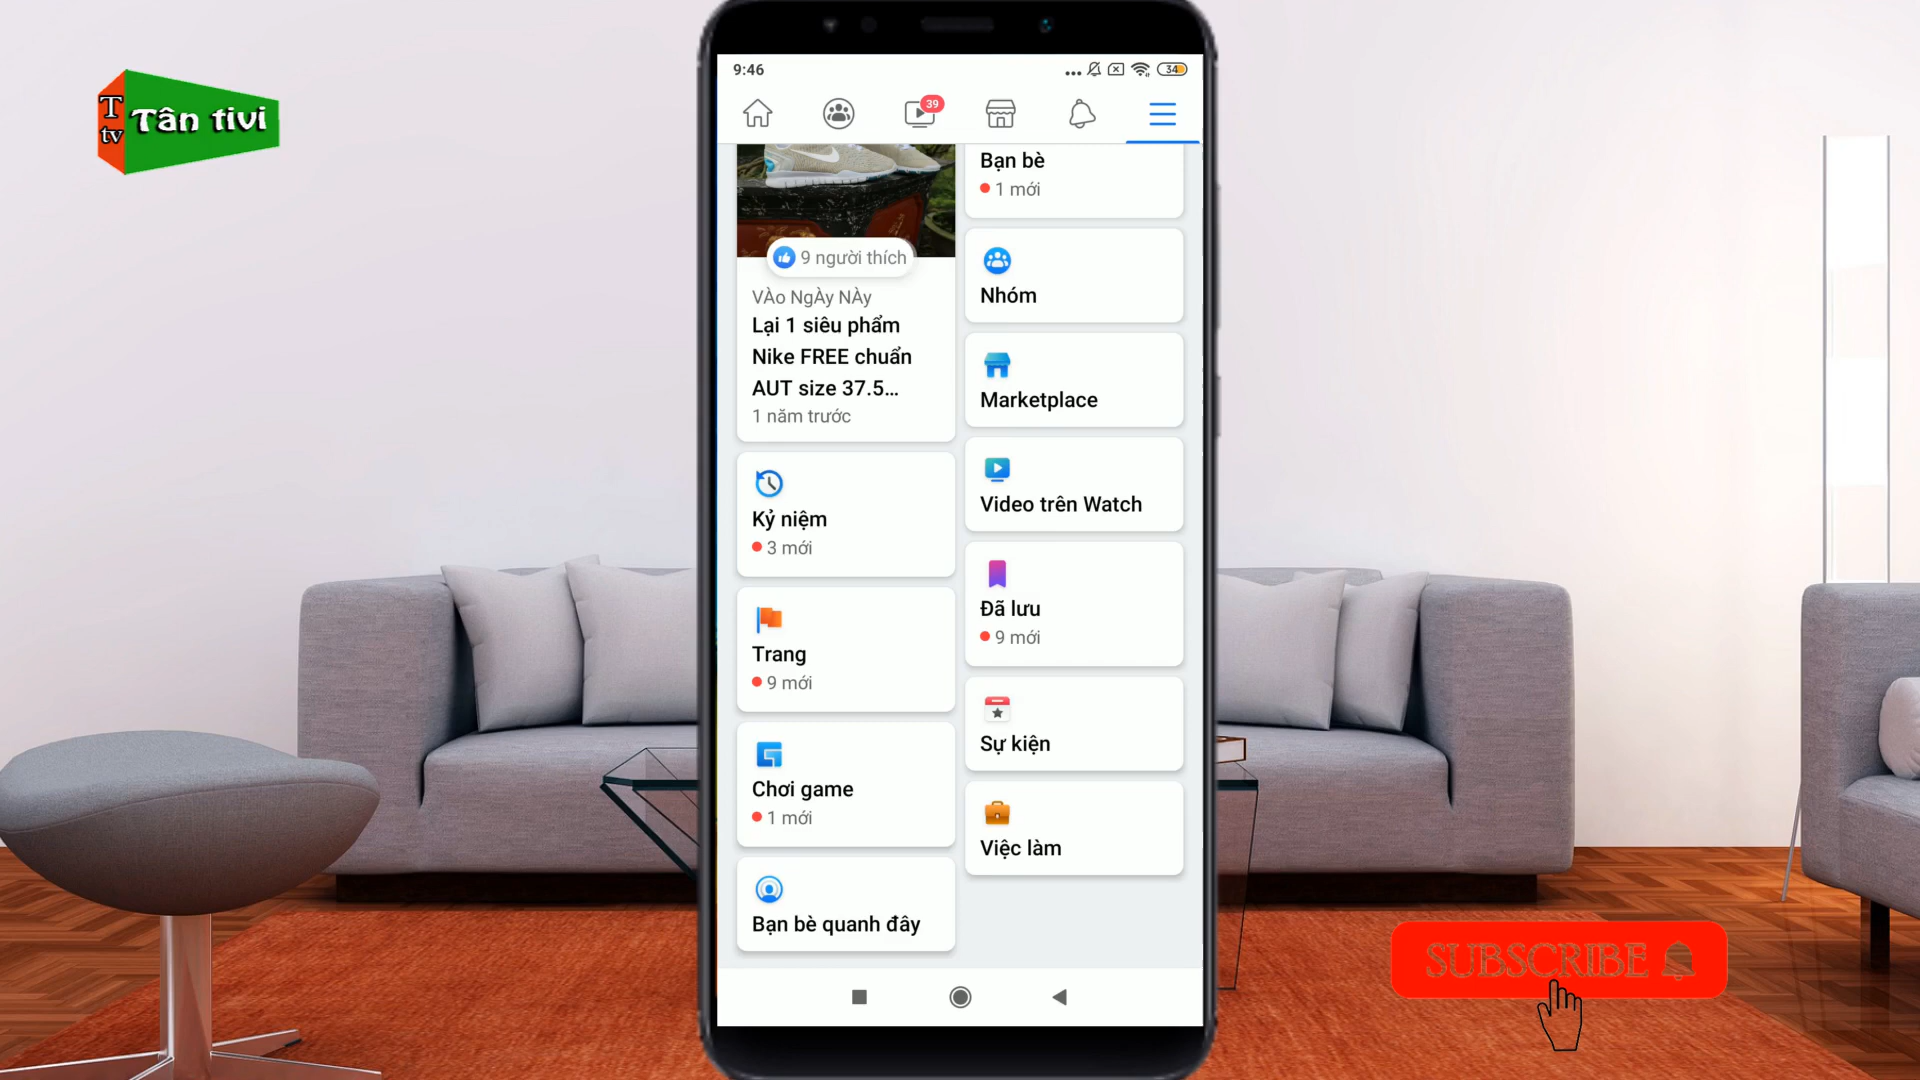 T
tv
Tân tivi
9:46
34
39
9 người thích
VÀo NgÀy NÀy
Lại 1 siêu phẩm
Nike FREE chuẩn
AUT size 37.5...
1 năm trước
Kỷ niệm
3 mới
Trang
9 mới
Chơi game
1 mới
Bạn bè quanh đây
Bạn bè
1 mới
Nhóm
Marketplace
Video trên Watch
Đã lưu
9 mới
Sự kiện
Việc làm
SUBSCRIBE